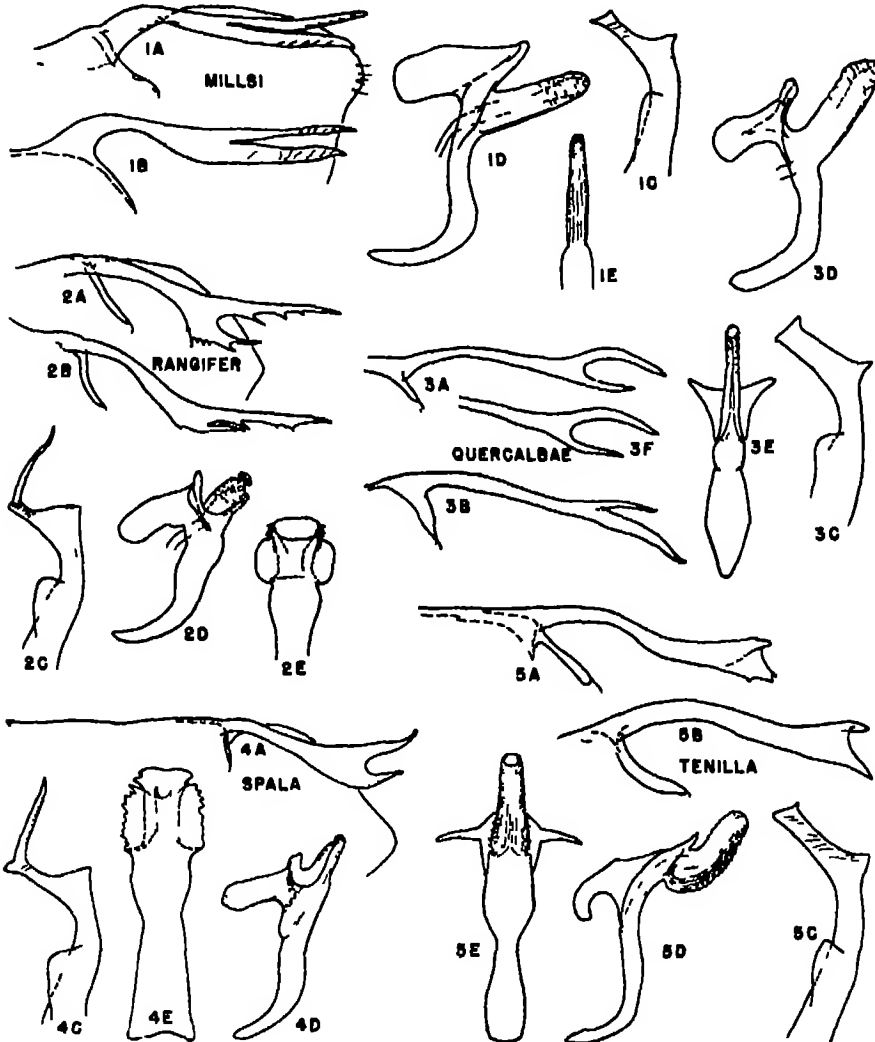 1A
MILLSI
1B
1D
1C
1E
3D
2A
RANGIFER
2B
3A
QUERCALBAE
3F
3E
3B
3C
2C
2D
2E
5A
4A
SPALA
5B
TENILLA
4C
4E
4D
5E
5D
5C